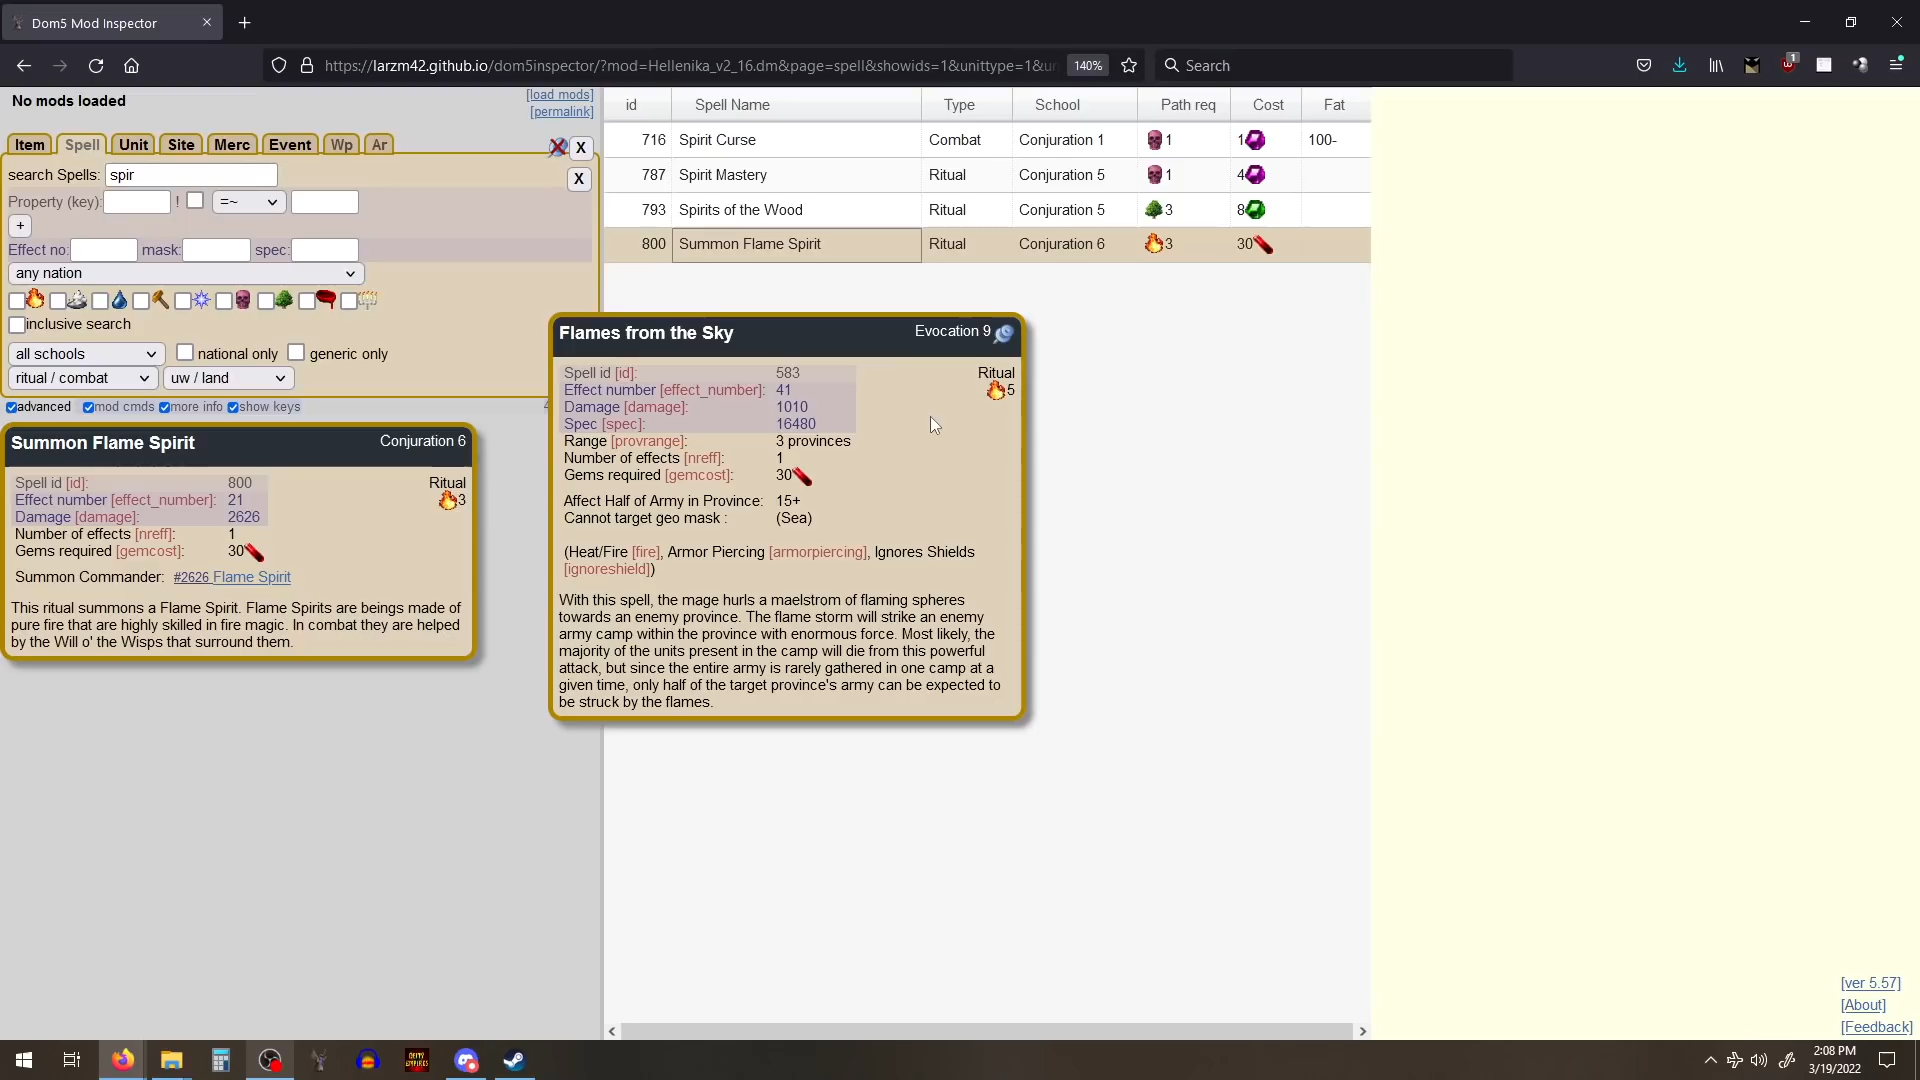 Dom5 Mod Inspector
https://larzm42.github.io/dom5inspector/?mod=Hellenika_v2_16.dm&page=spell&showids=1&unittype=1&u
140%
Search
1
No mods loaded
[load mods]
[permalink]
Item
Spell
Unit
Site
Merc
Event
Wp
Ar
X
search Spells:
spir
X
Property (key):
!
=~
+
Effect no:
mask:
spec:
any nation
inclusive search
all schools
national only
generic only
ritual / combat
uw / land
advanced
mod cmds
more info
show keys
4
id Spell Name Type School Path req Cost Fat
716 Spirit Curse Combat Conjuration 1 1 1 100-
787 Spirit Mastery Ritual Conjuration 5 1 4
793 Spirits of the Wood Ritual Conjuration 5 3 8
800 Summon Flame Spirit Ritual Conjuration 6 3 30
Summon Flame Spirit
Conjuration 6
Spell id [id]: 800
Ritual
Effect number [effect_number]: 21
3
Damage [damage]: 2626
Number of effects [nreff]: 1
Gems required [gemcost]: 30
Summon Commander: #2626 Flame Spirit
This ritual summons a Flame Spirit. Flame Spirits are beings made of
pure fire that are highly skilled in fire magic. In combat they are helped
by the Will o' the Wisps that surround them.
Flames from the Sky
Evocation 9
Spell id [id]: 583
Ritual
Effect number [effect_number]: 41
5
Damage [damage]: 1010
Spec [spec]: 16480
Range [provrange]: 3 provinces
Number of effects [nreff]: 1
Gems required [gemcost]: 30
Affect Half of Army in Province: 15+
Cannot target geo mask : (Sea)
(Heat/Fire [fire], Armor Piercing [armorpiercing], Ignores Shields
[ignoreshield])
With this spell, the mage hurls a maelstrom of flaming spheres
towards an enemy province. The flame storm will strike an enemy
army camp within the province with enormous force. Most likely, the
majority of the units present in the camp will die from this powerful
attack, but since the entire army is rarely gathered in one camp at a
given time, only half of the target province's army can be expected to
be struck by the flames.
[ver 5.57]
[About]
[Feedback]
2:08 PM
3/19/2022